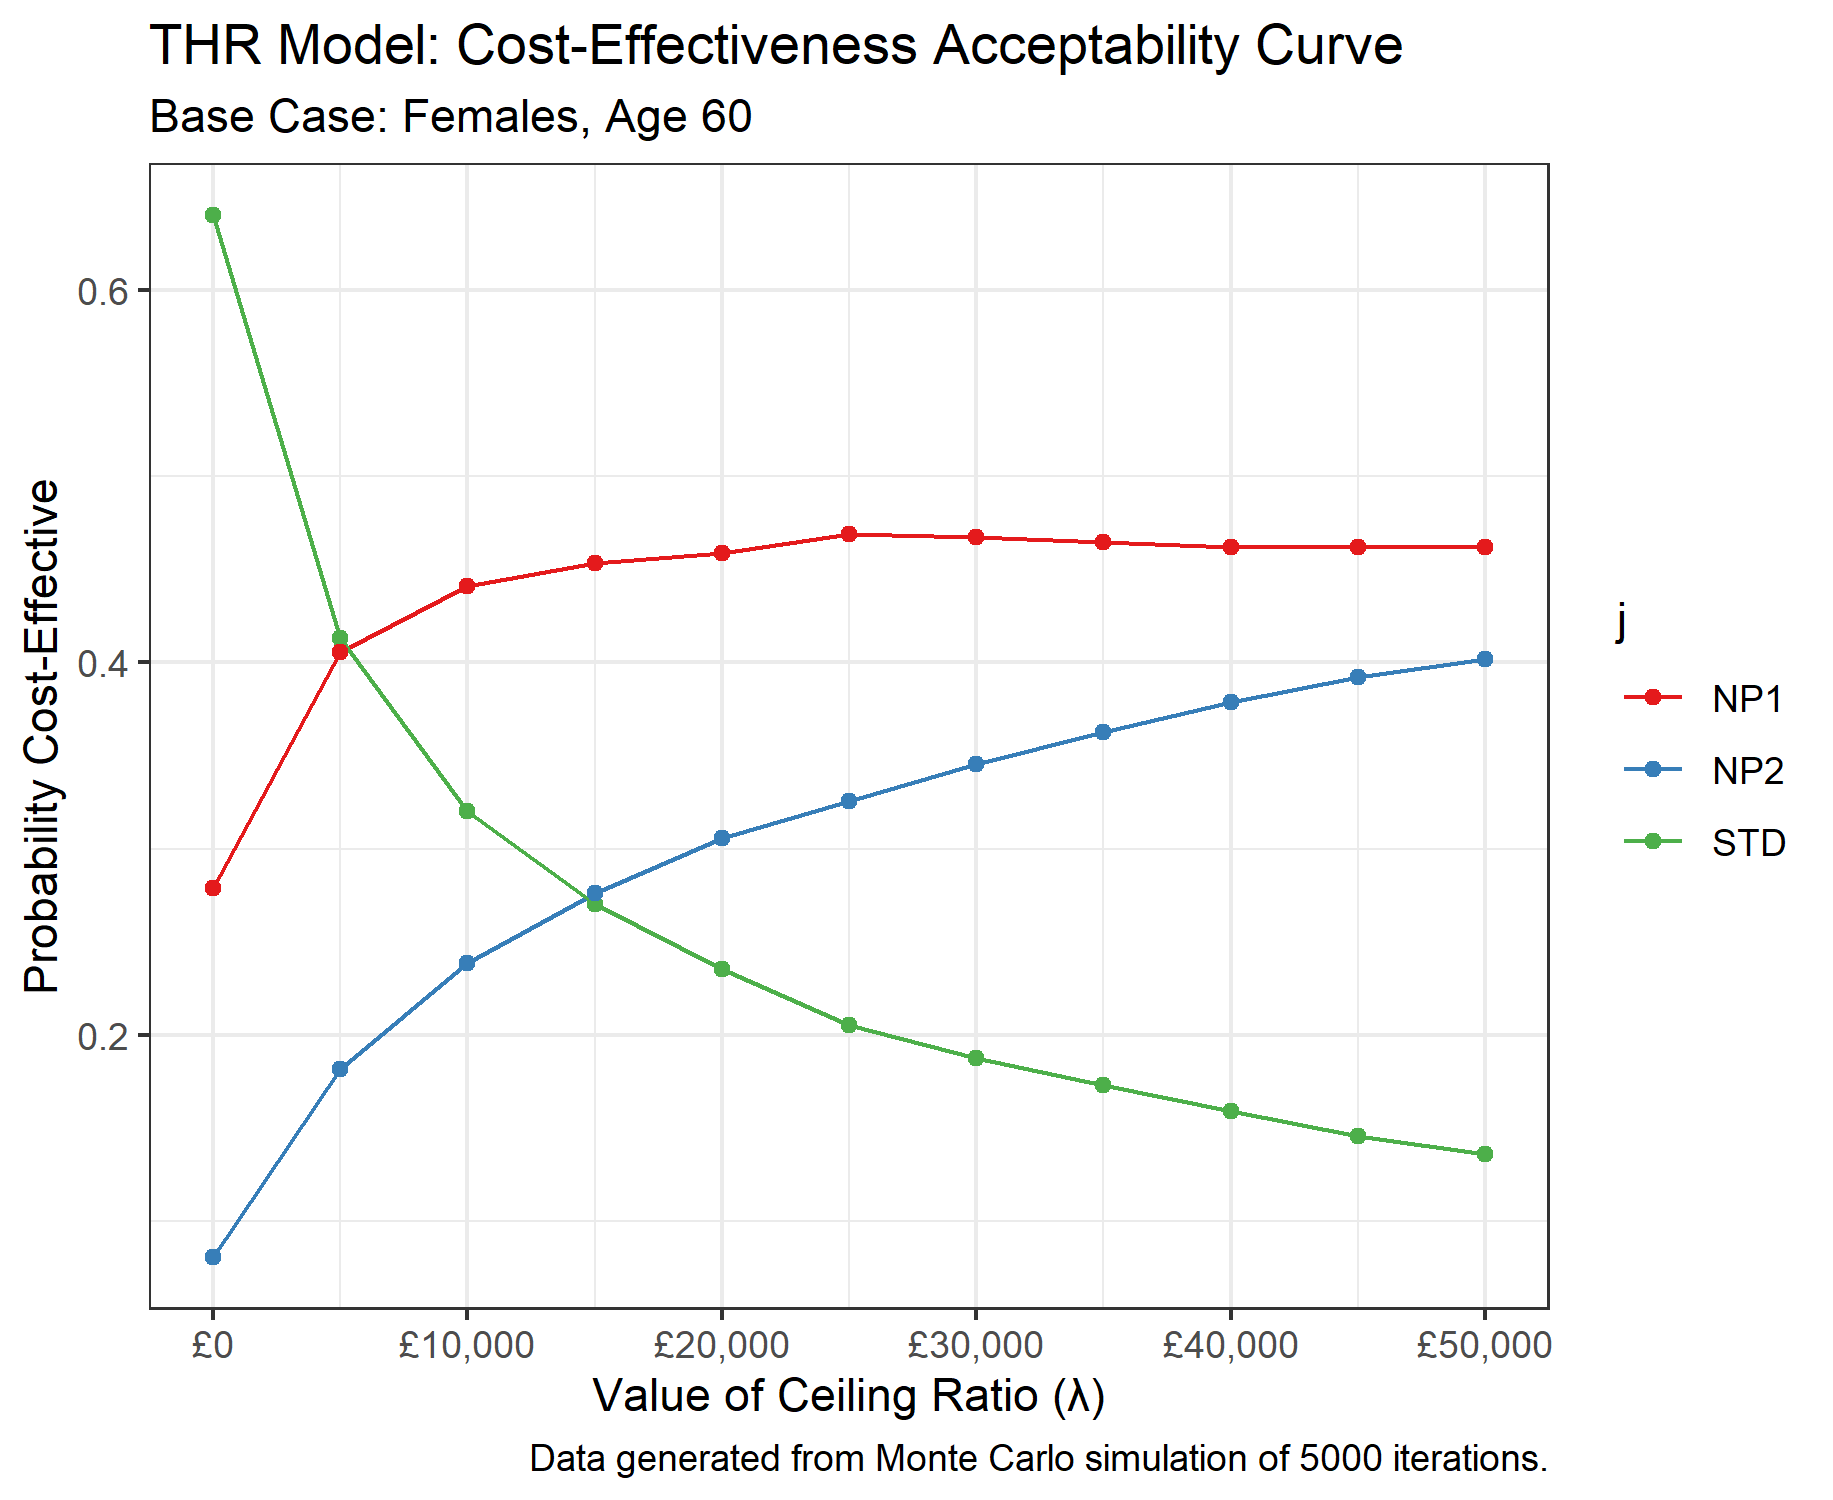 THR Model: Cost-Effectiveness Acceptability Curve
Base Case: Females, Age 60
Probability Cost-Effective
0.6
0.4
0.2
£0
£10,000
£20,000
£30,000
£40,000
£50,000
Value of Ceiling Ratio (λ)
j
NP1
NP2
STD
Data generated from Monte Carlo simulation of 5000 iterations.